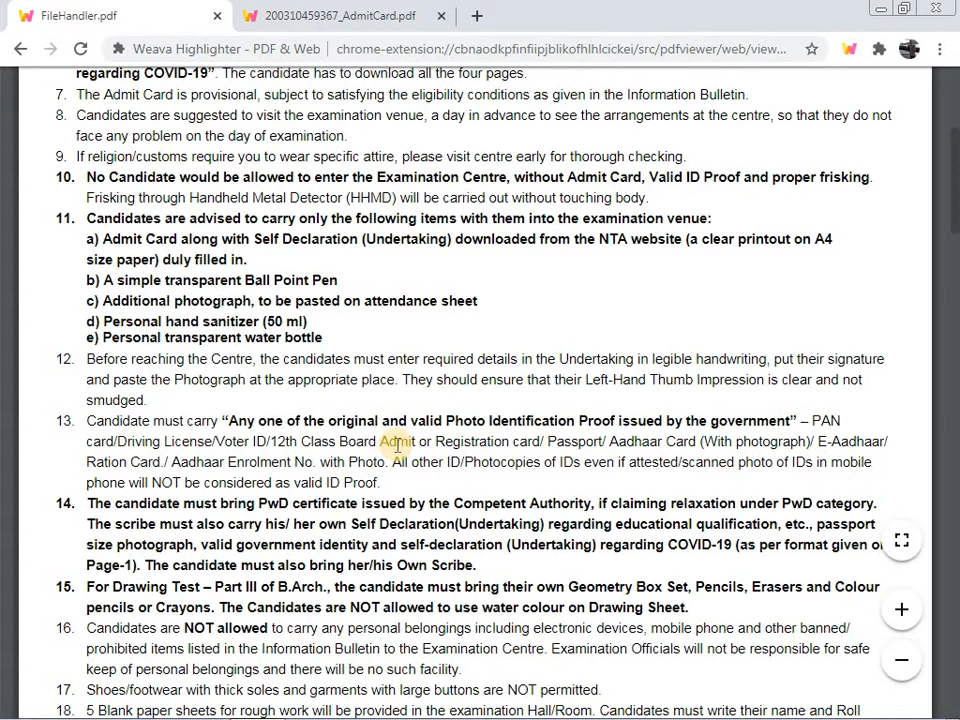 FileHandler.pdf
200310459367_AdmitCard.pdf
Weava Highlighter - PDF & Web
chrome-extension://cbnaodkpfinfiipjblikofhlhlcickei/src/pdfviewer/web/view...
regarding COVID-19”. The candidate has to download all the four pages.
7. The Admit Card is provisional, subject to satisfying the eligibility conditions as given in the Information Bulletin.
8. Candidates are suggested to visit the examination venue, a day in advance to see the arrangements at the centre, so that they do not
face any problem on the day of examination.
9. If religion/customs require you to wear specific attire, please visit centre early for thorough checking.
10. No Candidate would be allowed to enter the Examination Centre, without Admit Card, Valid ID Proof and proper frisking.
Frisking through Handheld Metal Detector (HHMD) will be carried out without touching body.
11. Candidates are advised to carry only the following items with them into the examination venue:
a) Admit Card along with Self Declaration (Undertaking) downloaded from the NTA website (a clear printout on A4
size paper) duly filled in.
b) A simple transparent Ball Point Pen
c) Additional photograph, to be pasted on attendance sheet
d) Personal hand sanitizer (50 ml)
e) Personal transparent water bottle
12. Before reaching the Centre, the candidates must enter required details in the Undertaking in legible handwriting, put their signature
and paste the Photograph at the appropriate place. They should ensure that their Left-Hand Thumb Impression is clear and not
smudged.
13. Candidate must carry “Any one of the original and valid Photo Identification Proof issued by the government” – PAN
card/Driving License/Voter ID/12th Class Board Admit or Registration card/ Passport/ Aadhaar Card (With photograph)/ E-Aadhaar/
Ration Card./ Aadhaar Enrolment No. with Photo. All other ID/Photocopies of IDs even if attested/scanned photo of IDs in mobile
phone will NOT be considered as valid ID Proof.
14. The candidate must bring PwD certificate issued by the Competent Authority, if claiming relaxation under PwD category.
The scribe must also carry his/ her own Self Declaration(Undertaking) regarding educational qualification, etc., passport
size photograph, valid government identity and self-declaration (Undertaking) regarding COVID-19 (as per format given
Page-1). The candidate must also bring her/his Own Scribe.
15. For Drawing Test – Part III of B.Arch., the candidate must bring their own Geometry Box Set, Pencils, Erasers and Colour
pencils or Crayons. The Candidates are NOT allowed to use water colour on Drawing Sheet.
16. Candidates are NOT allowed to carry any personal belongings including electronic devices, mobile phone and other banned/
prohibited items listed in the Information Bulletin to the Examination Centre. Examination Officials will not be responsible for safe
keep of personal belongings and there will be no such facility.
17. Shoes/footwear with thick soles and garments with large buttons are NOT permitted.
18. 5 Blank paper sheets for rough work will be provided in the examination Hall/Room. Candidates must write their name and Roll